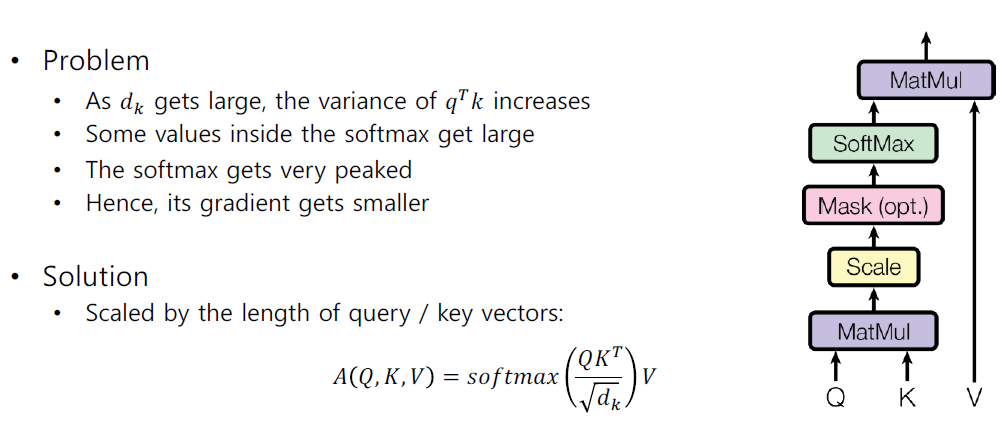 • Problem
• As $d_k$ gets large, the variance of $q^T k$ increases
• Some values inside the softmax get large
• The softmax gets very peaked
• Hence, its gradient gets smaller
• Solution
• Scaled by the length of query / key vectors:
$A(Q, K, V) = softmax\left(\frac{QK^T}{\sqrt{d_k}}\right)V$
MatMul
SoftMax
Mask (opt.)
Scale
MatMul
Q K V